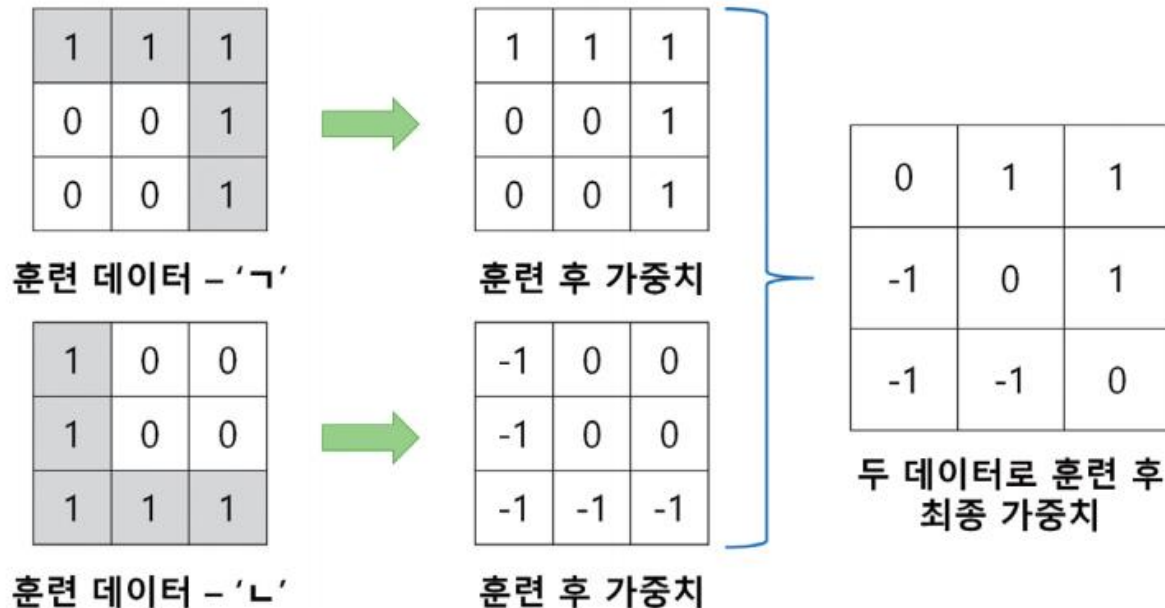 1 1 1
0 0 1
0 0 1
훈련 데이터 – ‘ㄱ’
1 1 1
0 0 1
0 0 1
훈련 후 가중치
1 0 0
1 0 0
1 1 1
훈련 데이터 – ‘ㄴ’
-1 0 0
-1 0 0
-1 -1 -1
훈련 후 가중치
0 1 1
-1 0 1
-1 -1 0
두 데이터로 훈련 후
최종 가중치